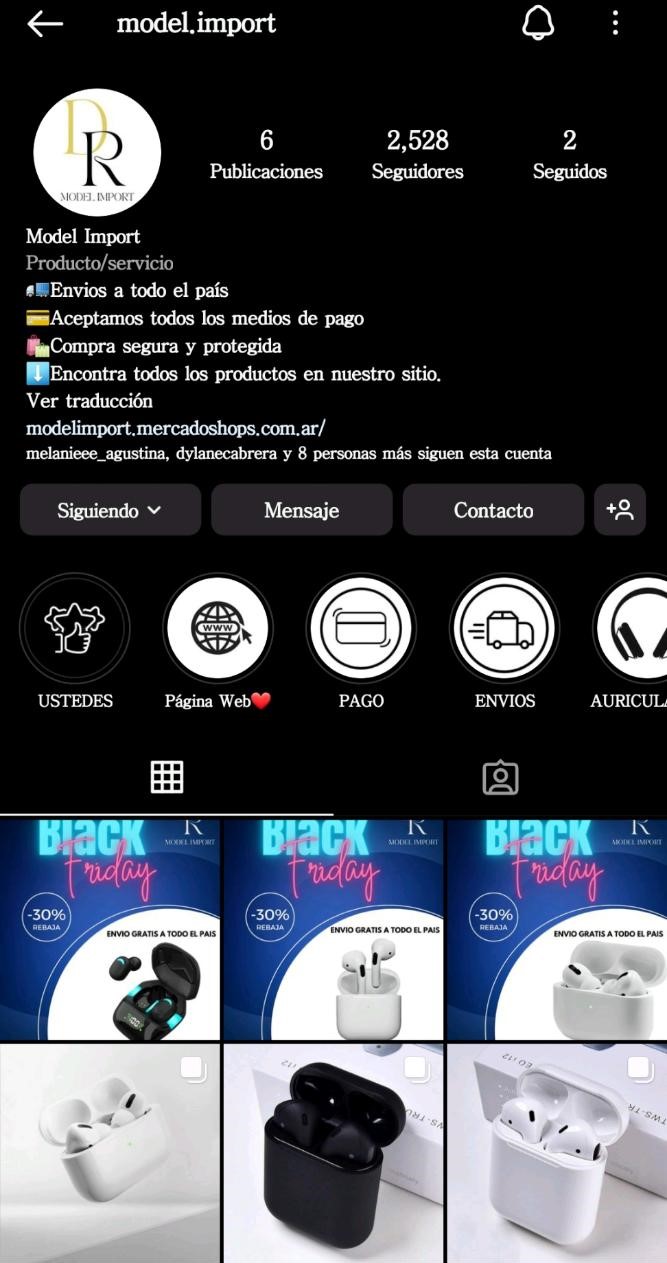 model.import
DR
MODEL IMPORT
6
Publicaciones
2,528
Seguidores
2
Seguidos
Model Import
Producto/servicio
🚛Envios a todo el país
💳Aceptamos todos los medios de pago
🛍️Compra segura y protegida
⬇️Encontra todos los productos en nuestro sitio.
Ver traducción
modelimport.mercadoshops.com.ar/
melanieee_agustina, dylanecabrera y 8 personas más siguen esta cuenta
Siguiendo
Mensaje
Contacto
WWW
USTEDES
Página Web❤️
PAGO
ENVIOS
AURICULA
Black
Friday
R
MODEL IMPORT
-30%
REBAJA
ENVIO GRATIS A TODO EL PAIS
100
Black
Friday
R
MODEL IMPORT
-30%
REBAJA
ENVIO GRATIS A TODO EL PAIS
Black
Friday
R
MODEL IMPORT
-30%
REBAJA
ENVIO GRATIS A TODO EL PAIS